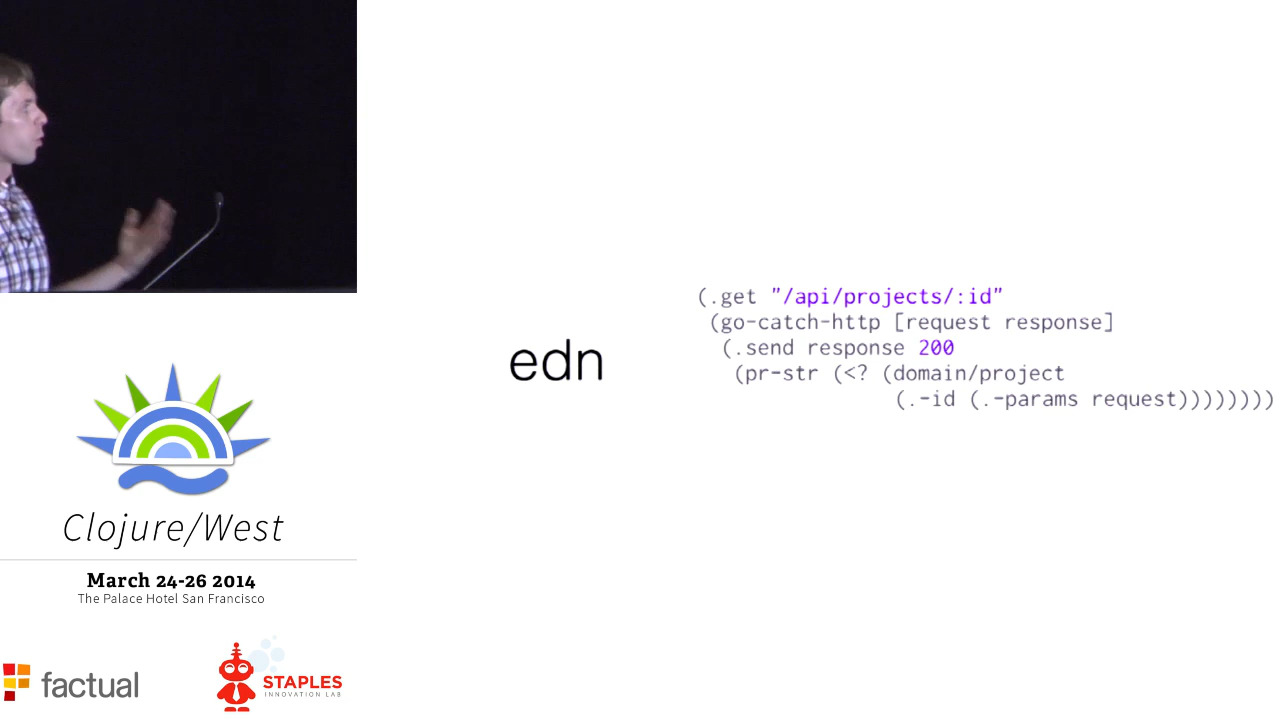 edn
(.get "/api/projects/:id"
(go-catch-http [request response]
(.send response 200
(pr-str (<? (domain/project
(.-id (.-params request))))))))
Clojure/West
March 24-26 2014
The Palace Hotel San Francisco
factual
STAPLES
INNOVATION LAB